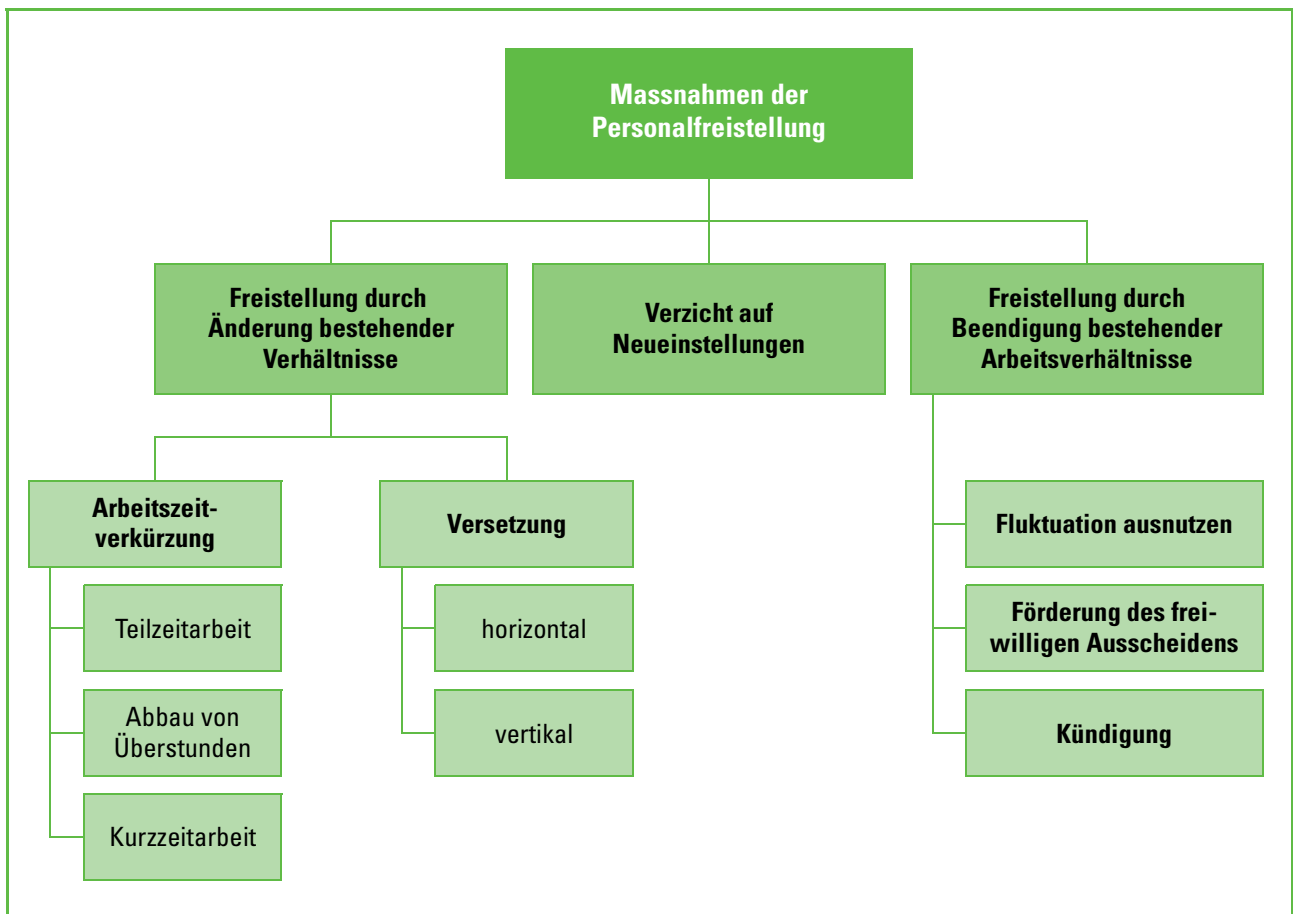 Massnahmen der
Personalfreistellung
Freistellung durch
Änderung bestehender
Verhältnisse
Verzicht auf
Neueinstellungen
Freistellung durch
Beendigung bestehender
Arbeitsverhältnisse
Arbeitszeit-
verkürzung
Teilzeitarbeit
Abbau von
Überstunden
Kurzzeitarbeit
Versetzung
horizontal
vertikal
Fluktuation ausnutzen
Förderung des frei-
willigen Ausscheidens
Kündigung